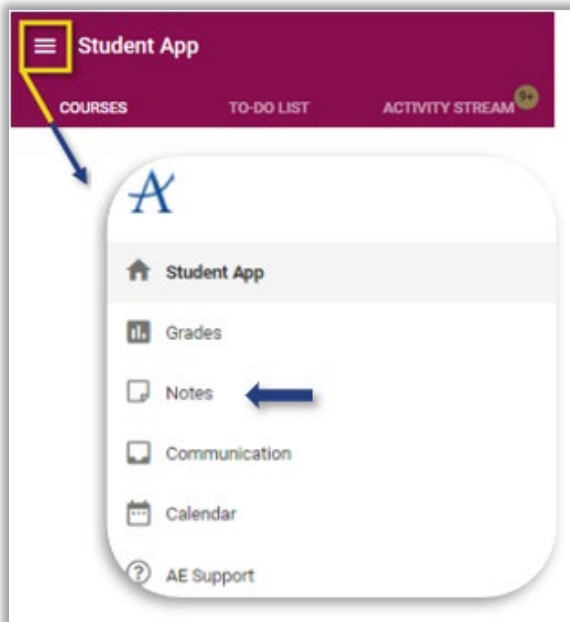 Student App
COURSES TO-DO LIST ACTIVITY STREAM 9+
A
Student App
Grades
Notes
Communication
Calendar
? AE Support